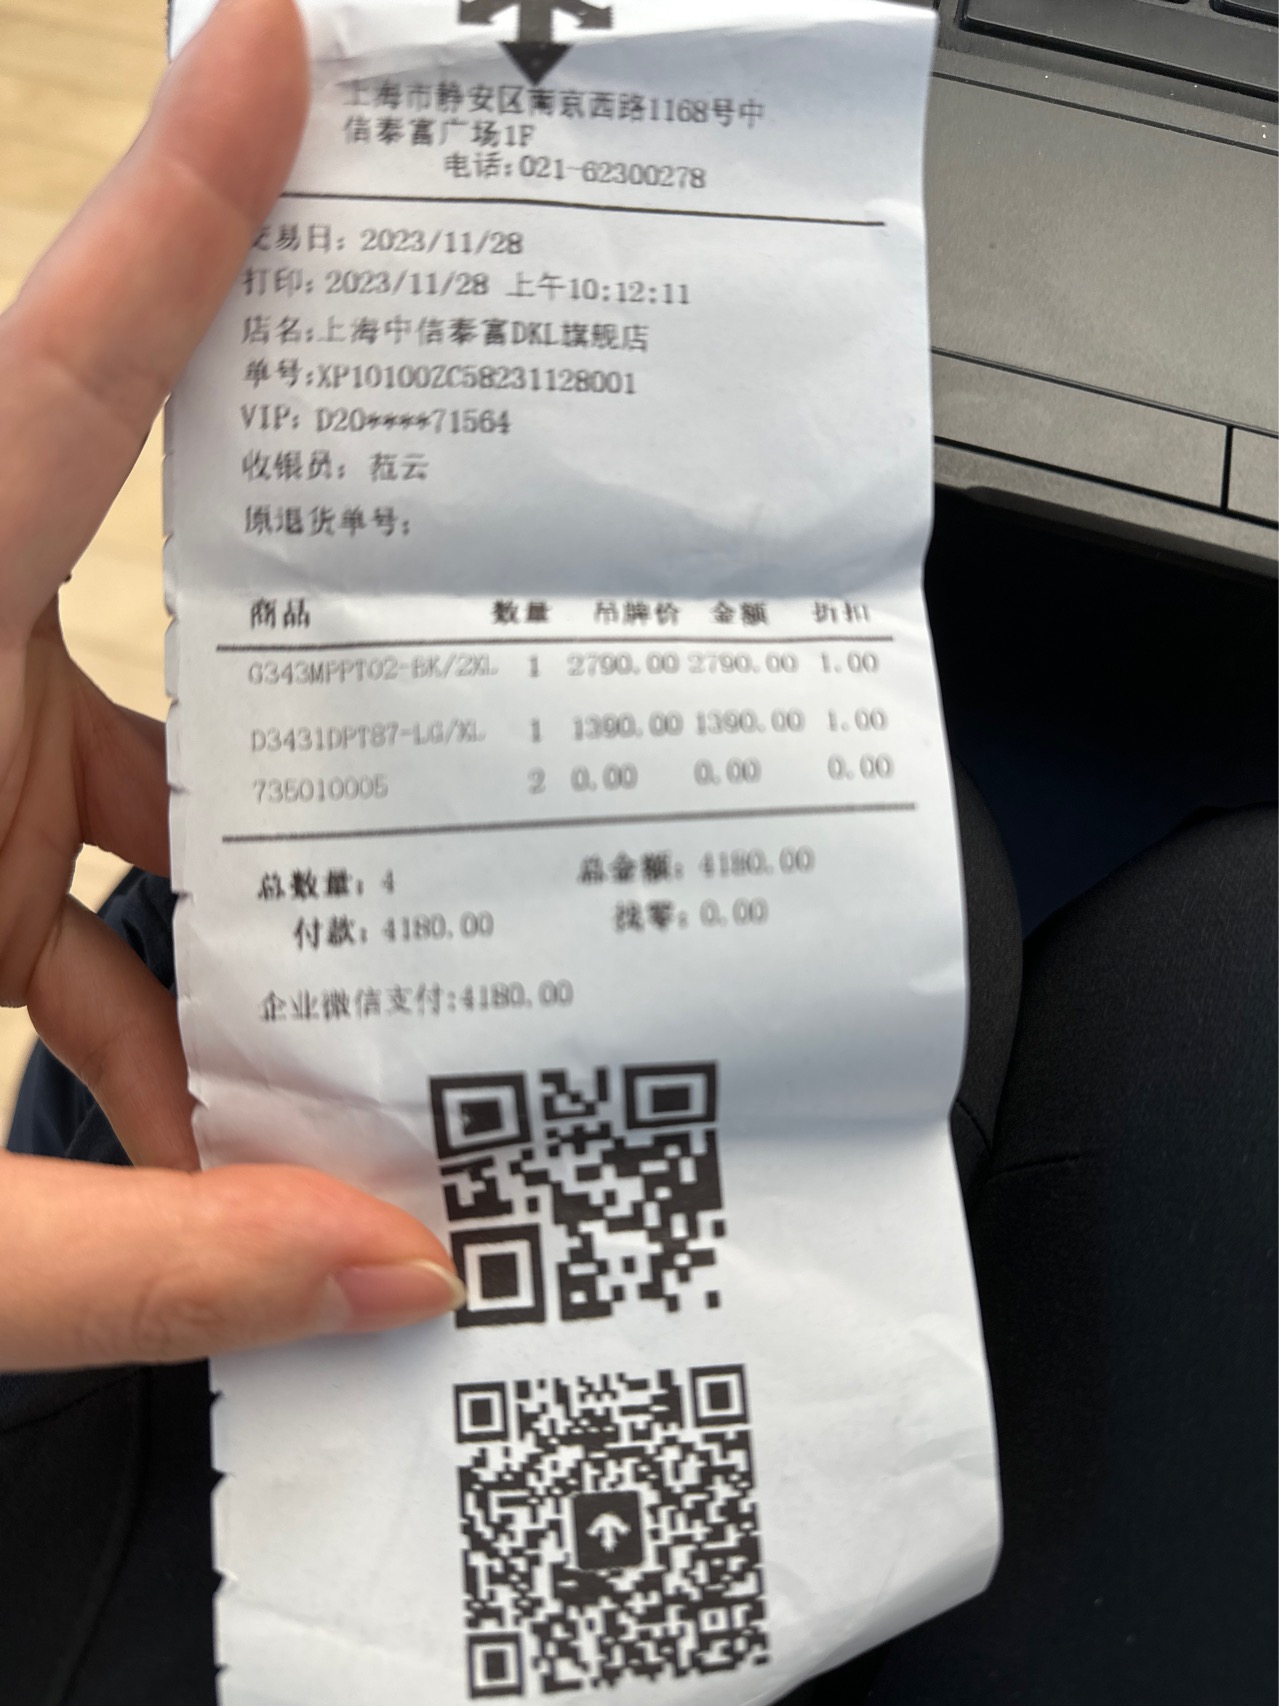 上海市静安区南京西路1168号中
信泰富广场1F
电话:021-62300278
交易日: 2023/11/28
打印: 2023/11/28 上午10:12:11
店名:上海中信泰富DKL旗舰店
单号:XP10100ZC58231128001
VIP: D20****71564
收银员: 菰云
原退货单号:
商品 数量 吊牌价 金额 折扣
G343MPPT02-BK/2XL 1 2790.00 2790.00 1.00
D3431DPT87-LG/XL 1 1390.00 1390.00 1.00
735010005 2 0.00 0.00 0.00
总数量: 4 总金额: 4180.00
付款: 4180.00 找零: 0.00
企业微信支付:4180.00